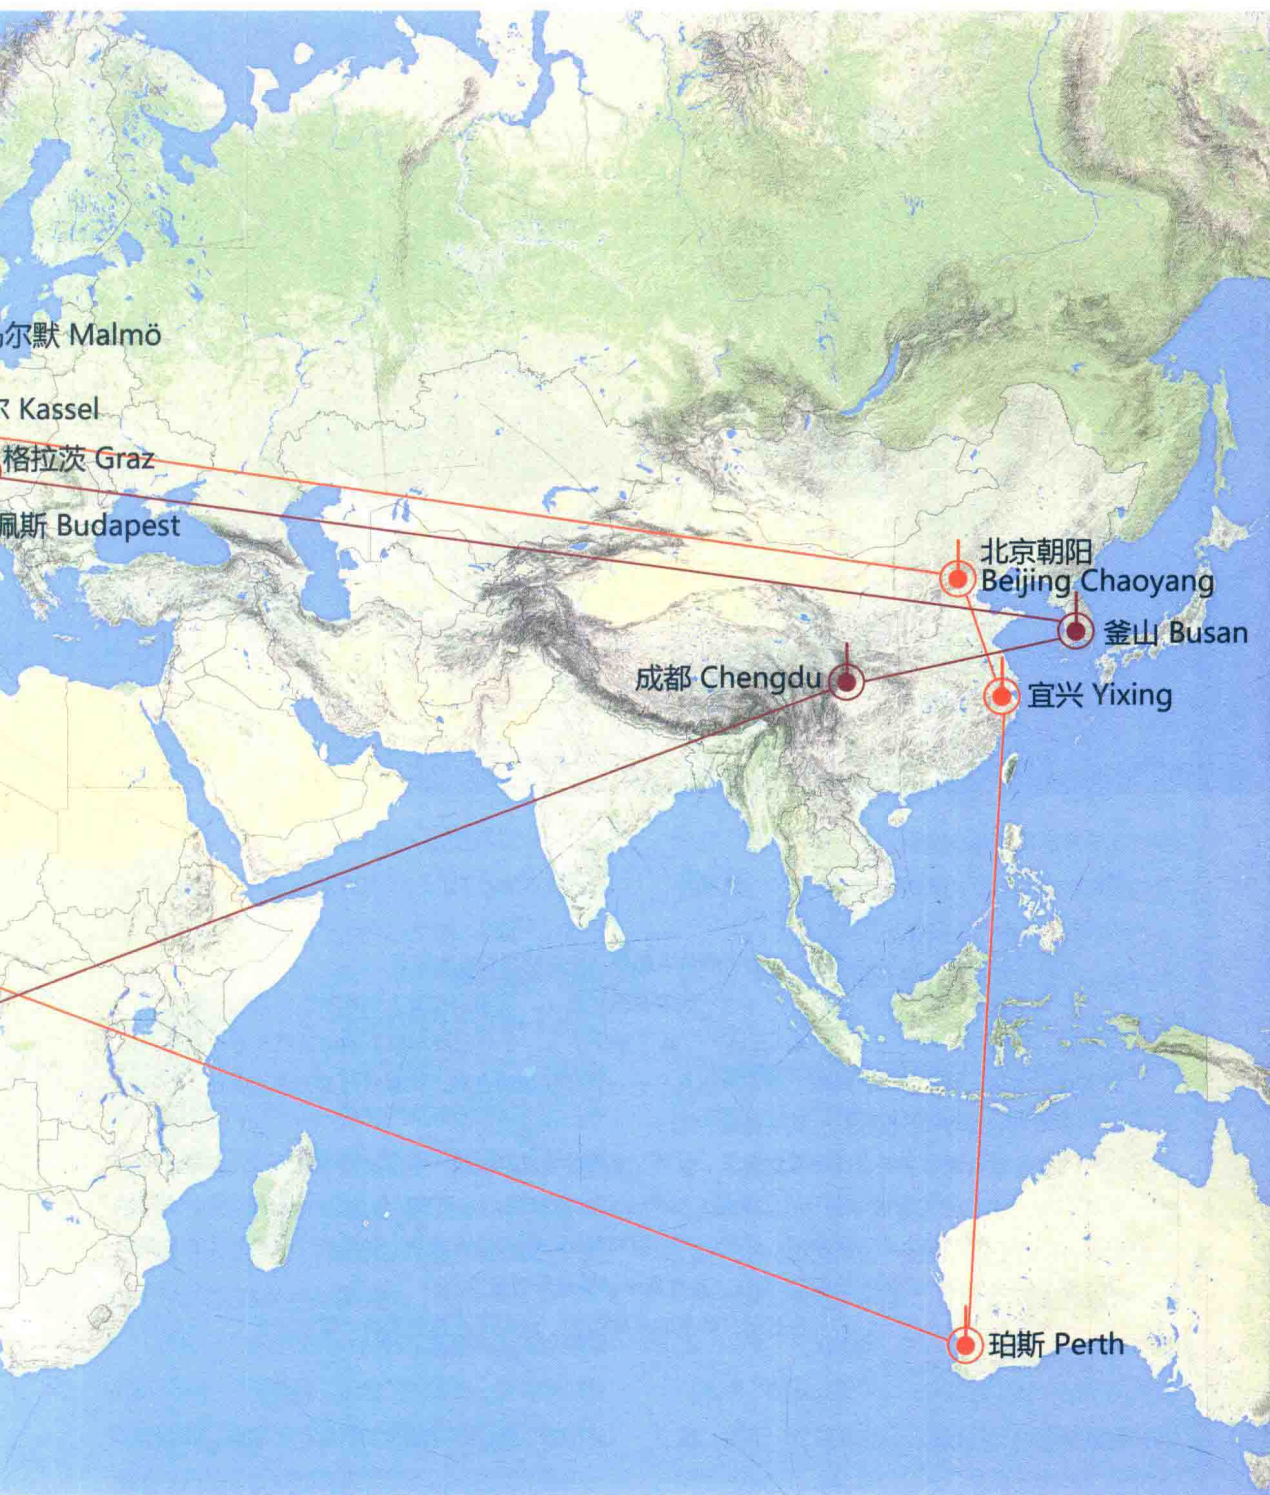 尔默 Malmö
Kassel
格拉茨 Graz
佩斯 Budapest
北京朝阳
Beijing Chaoyang
釜山 Busan
成都 Chengdu
宜兴 Yixing
珀斯 Perth